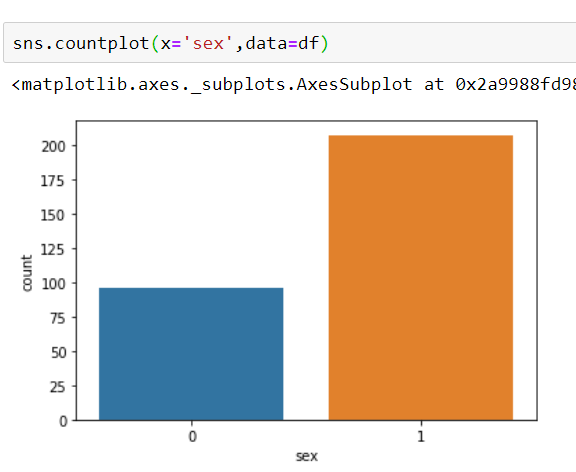 sns.countplot(x='sex',data=df)
<matplotlib.axes._subplots.AxesSubplot at 0x2a9988fd98
200
175
150
125
100
75
50
25
0
count
0 1
sex